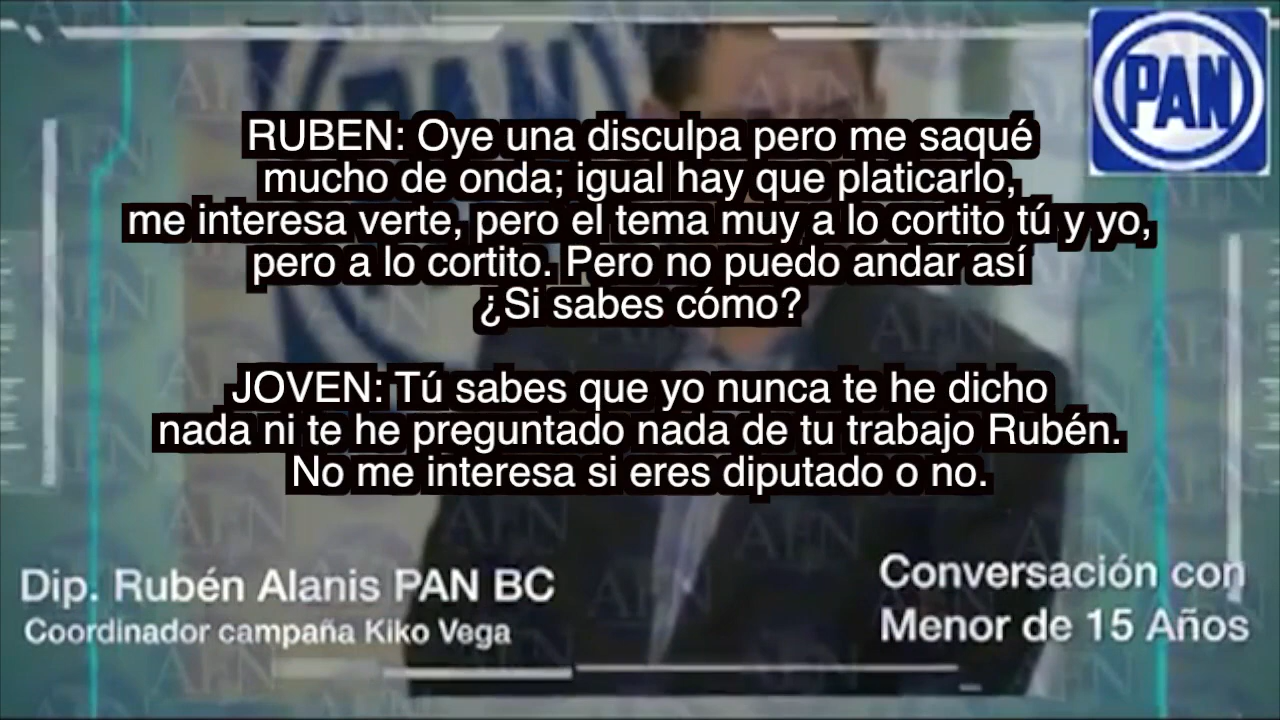 PAN
RUBEN: Oye una disculpa pero me saqué
mucho de onda; igual hay que platicarlo,
me interesa verte, pero el tema muy a lo cortito tú y yo,
pero a lo cortito. Pero no puedo andar así
¿Si sabes cómo?
JOVEN: Tú sabes que yo nunca te he dicho
nada ni te he preguntado nada de tu trabajo Rubén.
No me interesa si eres diputado o no.
Dip. Rubén Alanis PAN BC
Coordinador campaña Kiko Vega
Conversación con
Menor de 15 Años